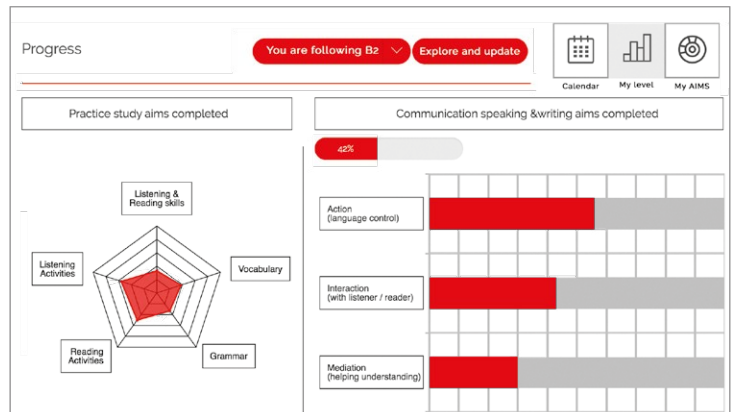 Progress
You are following B2
Explore and update
Calendar
My level
My AIMS
Practice study aims completed
Communication speaking &writing aims completed
42%
Listening &
Reading skills
Listening
Activities
Vocabulary
Reading
Activities
Grammar
Action
(language control)
Interaction
(with listener / reader)
Mediation
(helping understanding)